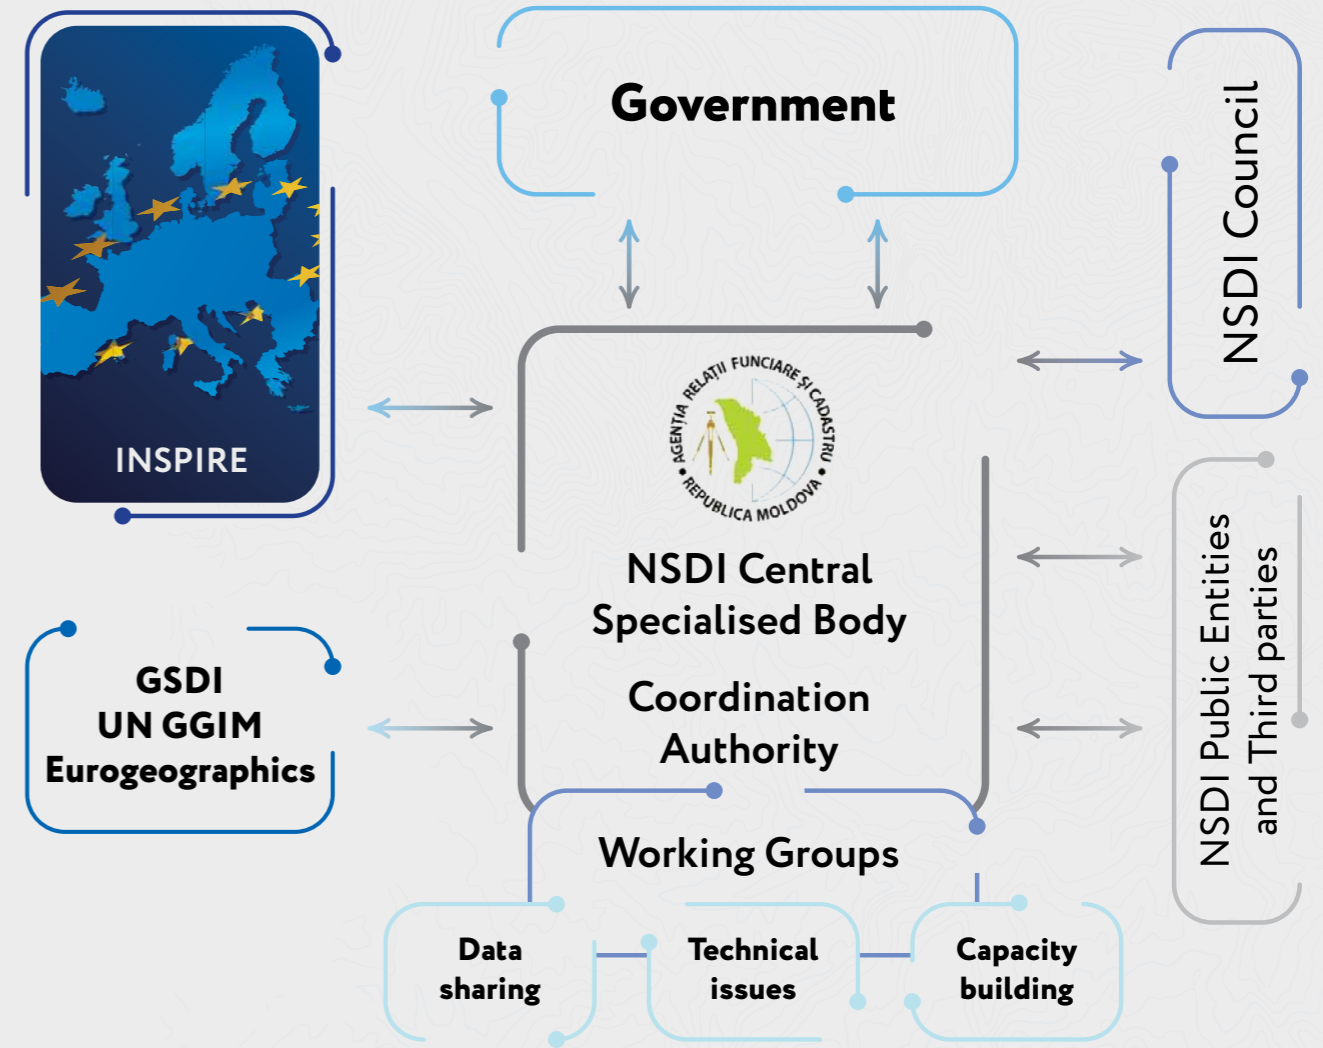 Government
INSPIRE
NSDI Council
AGENȚIA RELAȚII FUNCIARE ȘI CADASTRU
• REPUBLICA MOLDOVA •
NSDI Central
Specialised Body
Coordination
Authority
GSDI
UN GGIM
Eurogeographics
NSDI Public Entities
and Third parties
Working Groups
Data
sharing
Technical
issues
Capacity
building